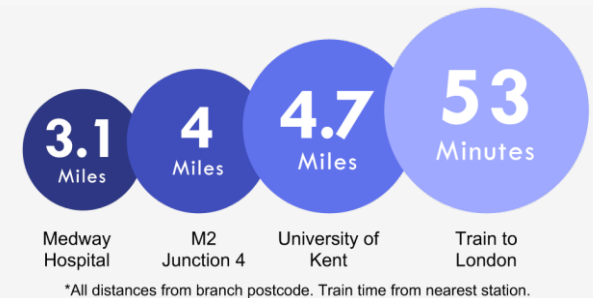 3.1
Miles
4
Miles
4.7
Miles
53
Minutes
Medway
Hospital
M2
Junction 4
University of
Kent
Train to
London
*All distances from branch postcode. Train time from nearest station.